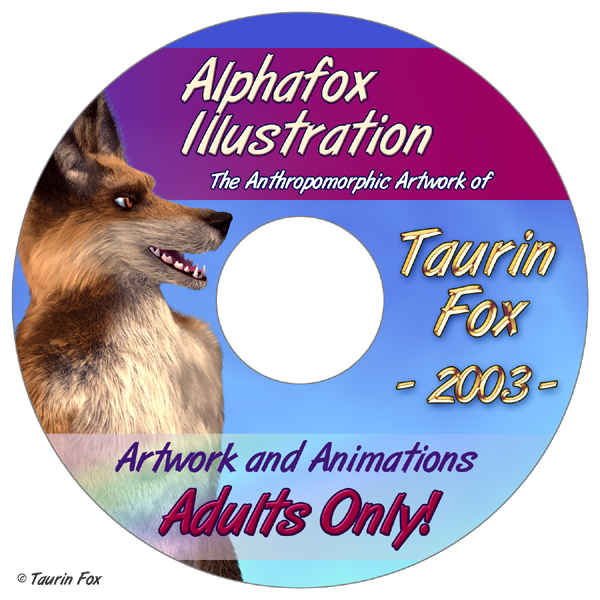 Alphafox
Illustration
The Anthropomorphic Artwork of
Taurin
Fox
- 2003 -
Artwork and Animations
Adults Only!
© Taurin Fox